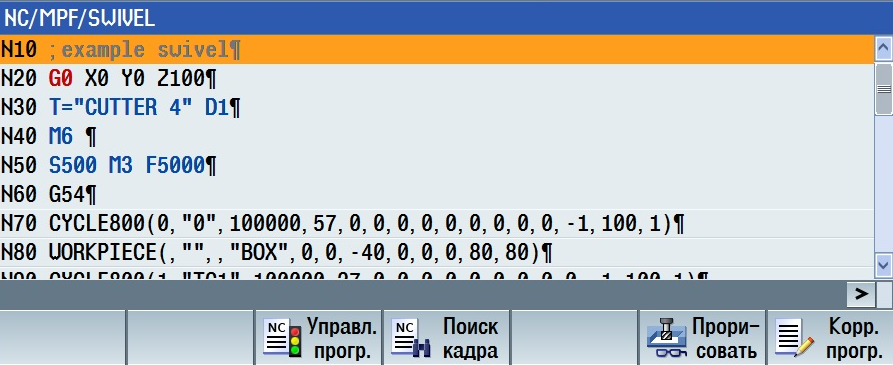 NC/MPF/SWIVEL
N10 ;example swivel¶
N20 G0 X0 Y0 Z100¶
N30 T="CUTTER 4" D1¶
N40 M6 ¶
N50 S500 M3 F5000¶
N60 G54¶
N70 CYCLE800(0,"0",100000,57,0,0,0,0,0,0,0,0,0,-1,100,1)¶
N80 WORKPIECE(,"",,"BOX",0,0,-40,0,0,0,80,80)¶
>
NC
Управл.
прогр.
NC
Поиск
кадра
Прори-
совать
Корр.
прогр.